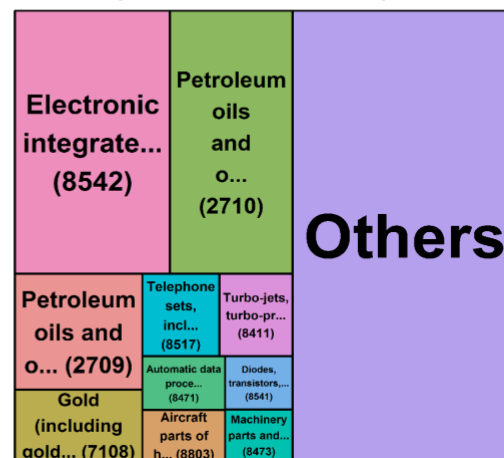 Electronic
integrate...
(8542)
Petroleum
oils
and
o...
(2710)
Others
Petroleum
oils and
o... (2709)
Telephone
sets,
incl...
(8517)
Turbo-jets,
turbo-pr...
(8411)
Automatic data
proce...
(8471)
Diodes,
transistors,...
(8541)
Gold
(including
gold... (7108)
Aircraft
parts of
h... (8803)
Machinery
parts and...
(8473)